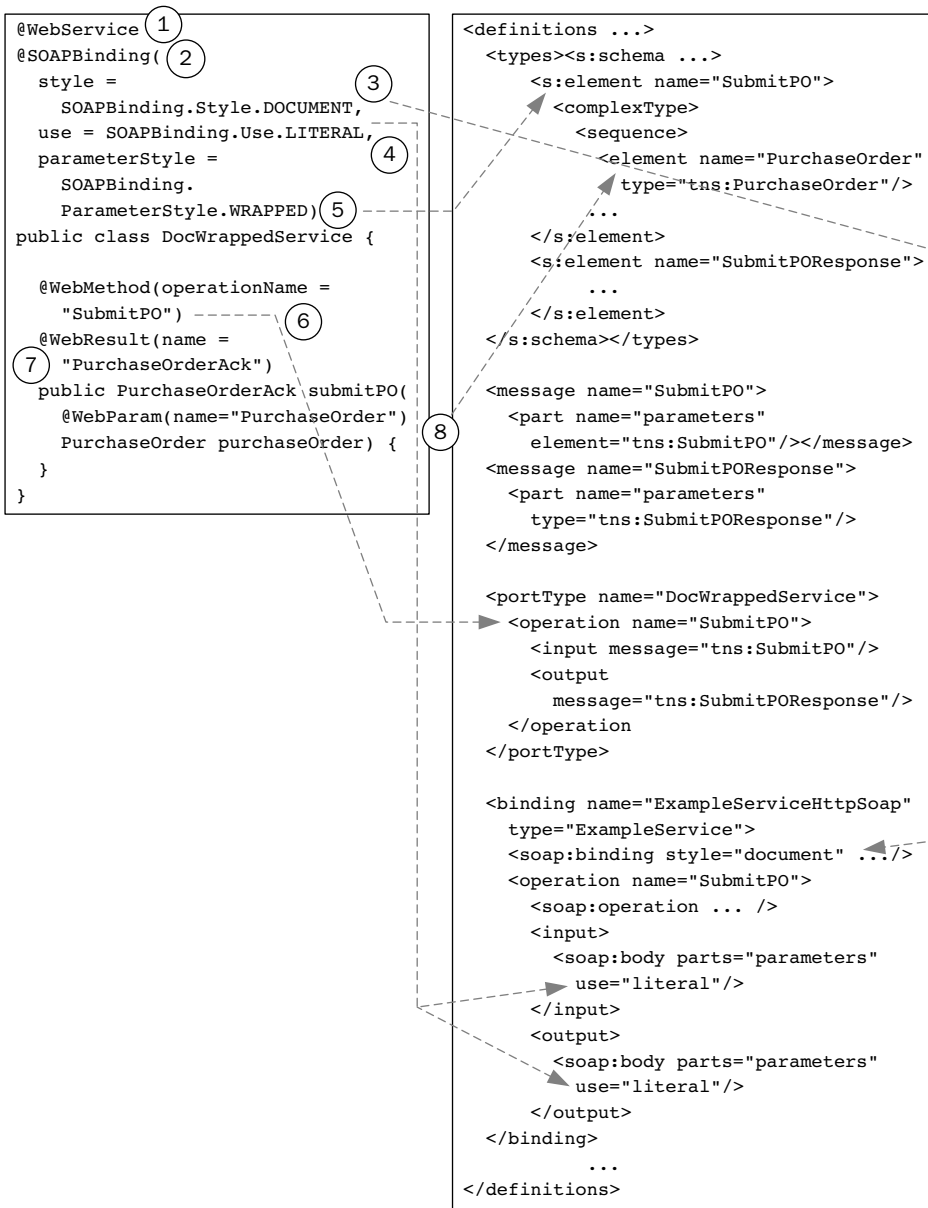 @WebService 1
@SOAPBinding( 2
style = 3
SOAPBinding.Style.DOCUMENT,
use = SOAPBinding.Use.LITERAL,
4
parameterStyle =
SOAPBinding.
ParameterStyle.WRAPPED) 5
public class DocWrappedService {
@WebMethod(operationName =
"SubmitPO") 6
@WebResult(name =
7 "PurchaseOrderAck")
public PurchaseOrderAck submitPO(
@WebParam(name="PurchaseOrder")
8
PurchaseOrder purchaseOrder) {
}
}
<definitions ...>
<types><s:schema ...>
<s:element name="SubmitPO">
<complexType>
<sequence>
<element name="PurchaseOrder"
type="tns:PurchaseOrder"/>
...
</s:element>
<s:element name="SubmitPOResponse">
...
</s:element>
</s:schema></types>
<message name="SubmitPO">
<part name="parameters"
element="tns:SubmitPO"/></message>
<message name="SubmitPOResponse">
<part name="parameters"
type="tns:SubmitPOResponse"/>
</message>
<portType name="DocWrappedService">
<operation name="SubmitPO">
<input message="tns:SubmitPO"/>
<output
message="tns:SubmitPOResponse"/>
</operation
</portType>
<binding name="ExampleServiceHttpSoap"
type="ExampleService">
<soap:binding style="document" .../>
<operation name="SubmitPO">
<soap:operation ... />
<input>
<soap:body parts="parameters"
use="literal"/>
</input>
<output>
<soap:body parts="parameters"
use="literal"/>
</output>
</binding>
...
</definitions>